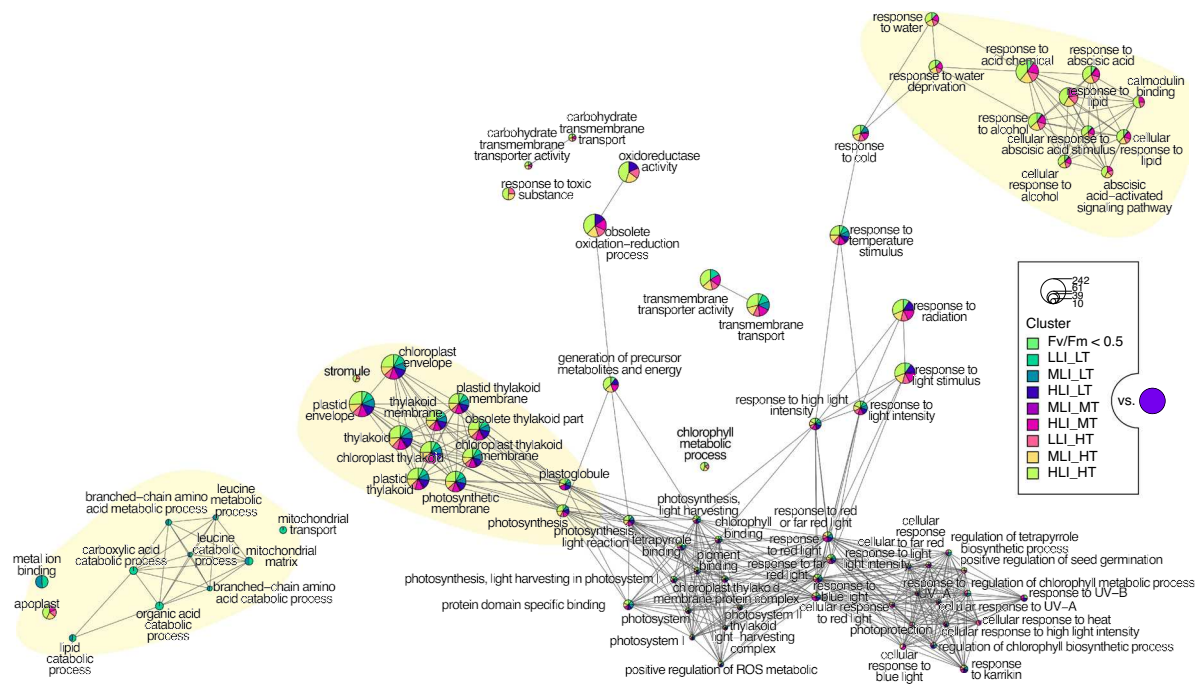 response
to water
response to
acid chemical
response to
abscisic acid
response to water
deprivation
response to
lipid
calmodulin
binding
response
to alcohol
cellular response to
abscisic acid stimulus
cellular
response to
lipid
cellular
response to
alcohol
abscisic
acid−activated
signaling pathway
response
to cold
carbohydrate
transmembrane
transport
carbohydrate
transmembrane
transporter activity
response to toxic
substance
oxidoreductase
activity
obsolete
oxidation−reduction
process
response to
temperature
stimulus
transmembrane
transporter activity
transmembrane
transport
response to
radiation
242
61
39
10
Cluster
Fv/Fm < 0.5
LLI_LT
MLI_LT
HLI_LT
MLI_MT
HLI_MT
LLI_HT
MLI_HT
HLI_HT
vs.
generation of precursor
metabolites and energy
response to
light stimulus
response to high light
intensity
response to
light intensity
chloroplast
envelope
stromule
plastid
envelope
plastid thylakoid
membrane
thylakoid
membrane
obsolete thylakoid part
thylakoid
chloroplast thylakoid
chloroplast thylakoid
membrane
plastid
thylakoid
photosynthetic
membrane
chlorophyll
metabolic
process
plastoglobule
photosynthesis
photosynthesis,
light reaction
photosynthesis,
light harvesting
tetrapyrrole
binding
chlorophyll
binding
pigment
binding
response to red
or far red light
response
to red light
response to far
red light
cellular
response
to far red
light
response to light
intensity
regulation of tetrapyrrole
biosynthetic process
positive regulation of seed germination
regulation of chlorophyll metabolic process
response to UV−B
response to
UV−A
cellular response to UV−A
response to
blue light
cellular response
to red light
cellular response to heat
photoprotection
cellular response to high light intensity
regulation of chlorophyll biosynthetic process
cellular
response to
blue light
response
to karrikin
photosynthesis, light harvesting in photosystem I
protein domain specific binding
chloroplast thylakoid
membrane protein complex
photosystem II
photosystem I
thylakoid
light−harvesting
complex
positive regulation of ROS metabolic
branched−chain amino
acid metabolic process
leucine
metabolic
process
mitochondrial
transport
leucine
catabolic
process
mitochondrial
matrix
carboxylic acid
catabolic process
metal ion
binding
branched−chain amino
acid catabolic process
organic acid
catabolic
process
apoplast
lipid
catabolic
process